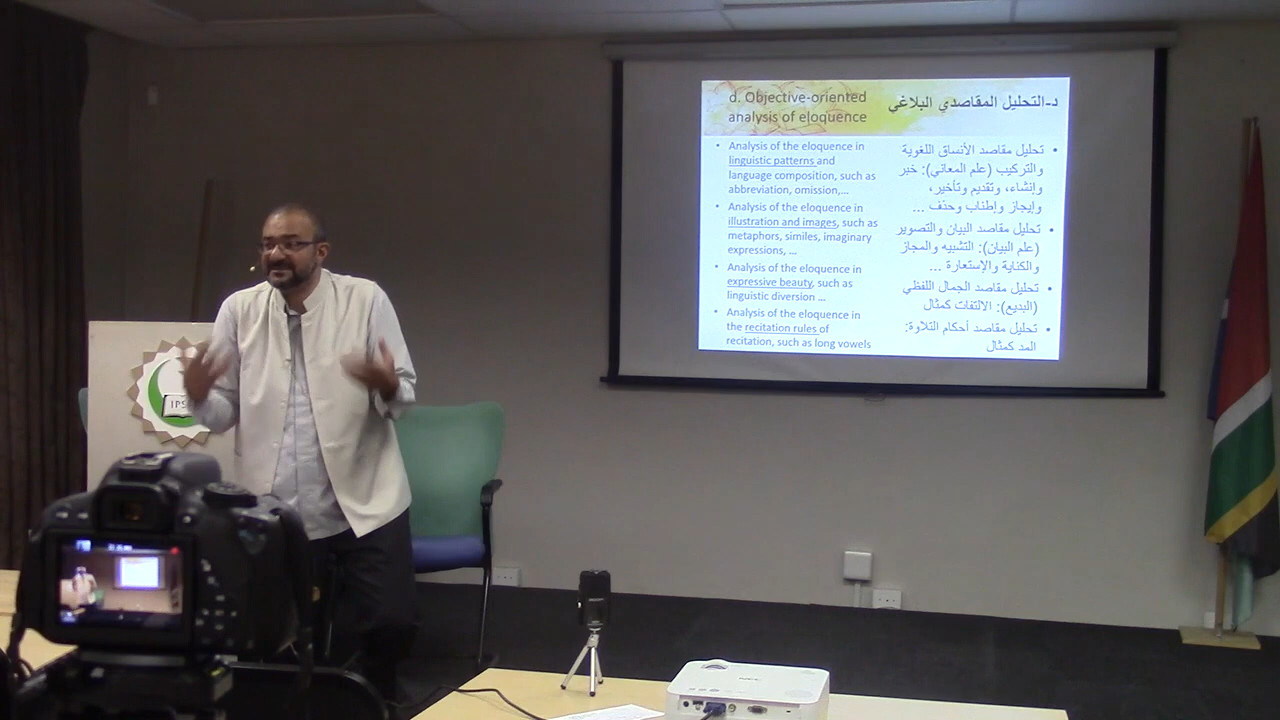 d. Objective-oriented
analysis of eloquence
د-التحليل المقاصدي البلاغي
• Analysis of the eloquence in
linguistic patterns and
language composition, such as
abbreviation, omission,...
• Analysis of the eloquence in
illustration and images, such as
metaphors, similes, imaginary
expressions, ...
• Analysis of the eloquence in
expressive beauty, such as
linguistic diversion ...
• Analysis of the eloquence in
the recitation rules of
recitation, such as long vowels
• تحليل مقاصد الأنساق اللغوية
والتركيب (علم المعاني): خبر
وإنشاء، وتقديم وتأخير،
وإيجاز وإطناب وحذف ...
• تحليل مقاصد البيان والتصوير
(علم البيان): التشبيه والمجاز
والكناية والإستعارة ...
• تحليل مقاصد الجمال اللفظي
(البديع): الالتفات كمثال
• تحليل مقاصد أحكام التلاوة:
المد كمثال